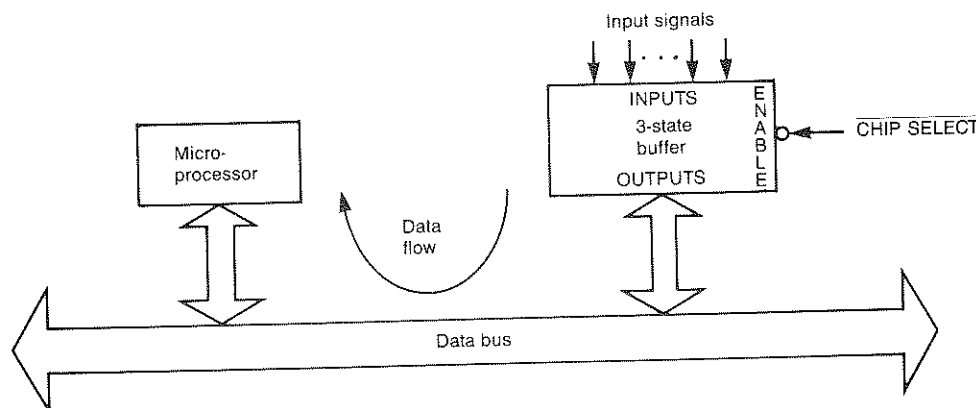 Input signals
. . .
INPUTS
3-state
buffer
OUTPUTS
ENABLE
CHIP SELECT
Micro-
processor
Data
flow
Data bus